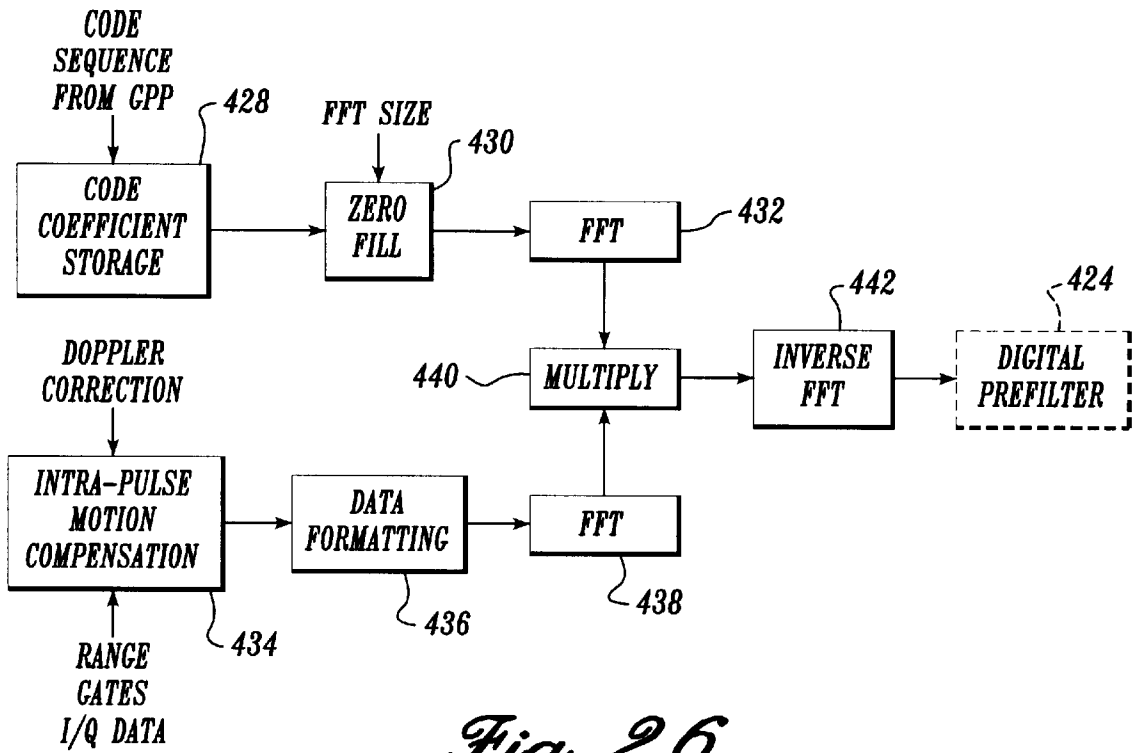 CODE
SEQUENCE
FROM GPP
428
FFT SIZE
430
CODE
COEFFICIENT
STORAGE
ZERO
FILL
FFT
432
DOPPLER
CORRECTION
440
MULTIPLY
442
INVERSE
FFT
424
DIGITAL
PREFILTER
INTRA-PULSE
MOTION
COMPENSATION
DATA
FORMATTING
FFT
434
436
438
RANGE
GATES
I/Q DATA
Fig. 26